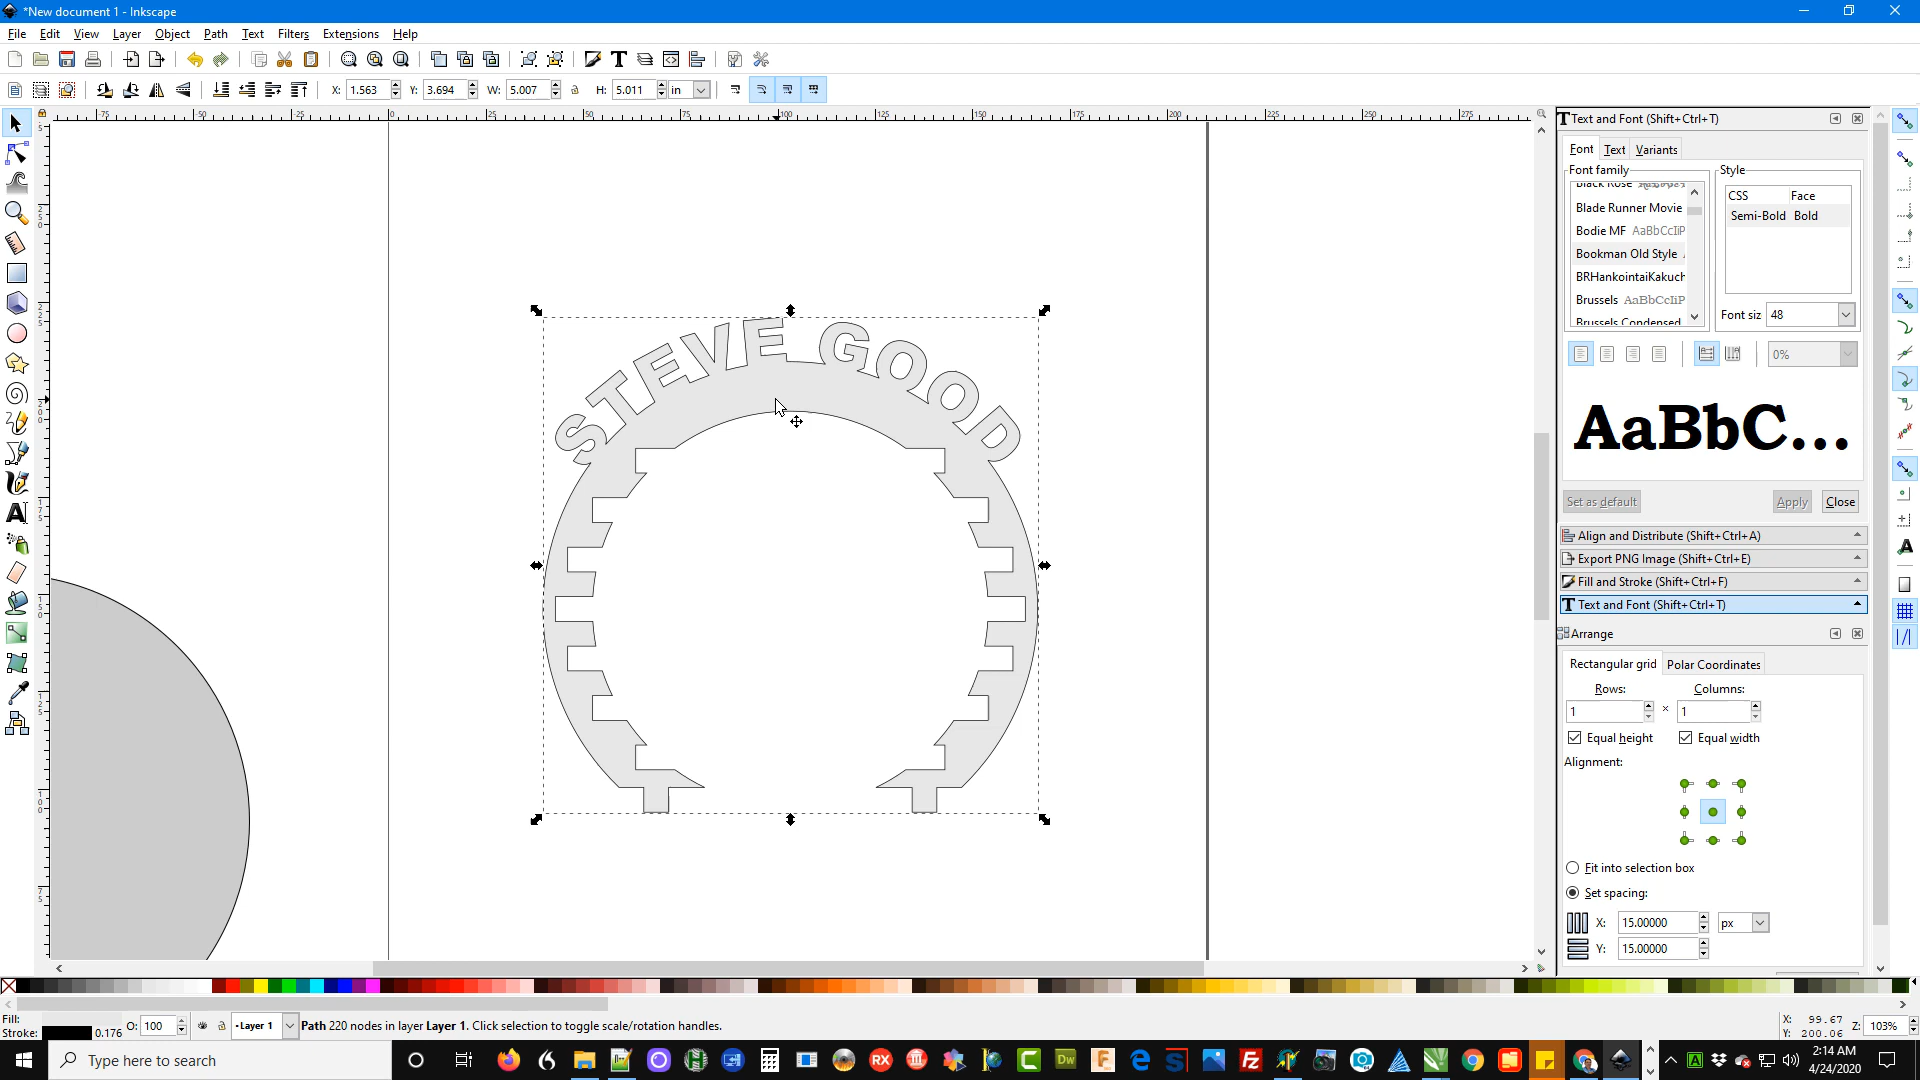 *New document 1 - Inkscape
File Edit View Layer Object Path Text Filters Extensions Help
X: 1.563 Y: 3.694 W: 5.007 H: 5.011 in
Text and Font (Shift+Ctrl+T)
Font Text Variants
Font family Style
Black Rose
CSS Face
Blade Runner Movie
Semi-Bold Bold
Bodie MF AaBbCcIiP
Bookman Old Style
BRHankointaiKakuch
Brussels AaBbCcIiP
Font siz 48
Brussels Condensed
0%
STEVE GOOD
AaBbC...
Set as default Apply Close
Align and Distribute (Shift+Ctrl+A)
Export PNG Image (Shift+Ctrl+E)
Fill and Stroke (Shift+Ctrl+F)
Text and Font (Shift+Ctrl+T)
Arrange
Rectangular grid Polar Coordinates
Rows: Columns:
1 × 1
Equal height Equal width
Alignment:
Fit into selection box
Set spacing:
X: 15.00000 px
Y: 15.00000
Fill:
Stroke: 0.176 O: 100 •Layer 1 Path 220 nodes in layer Layer 1. Click selection to toggle scale/rotation handles.
X: 99.67
Y: 200.06 Z: 103%
Type here to search
2:14 AM
4/24/2020